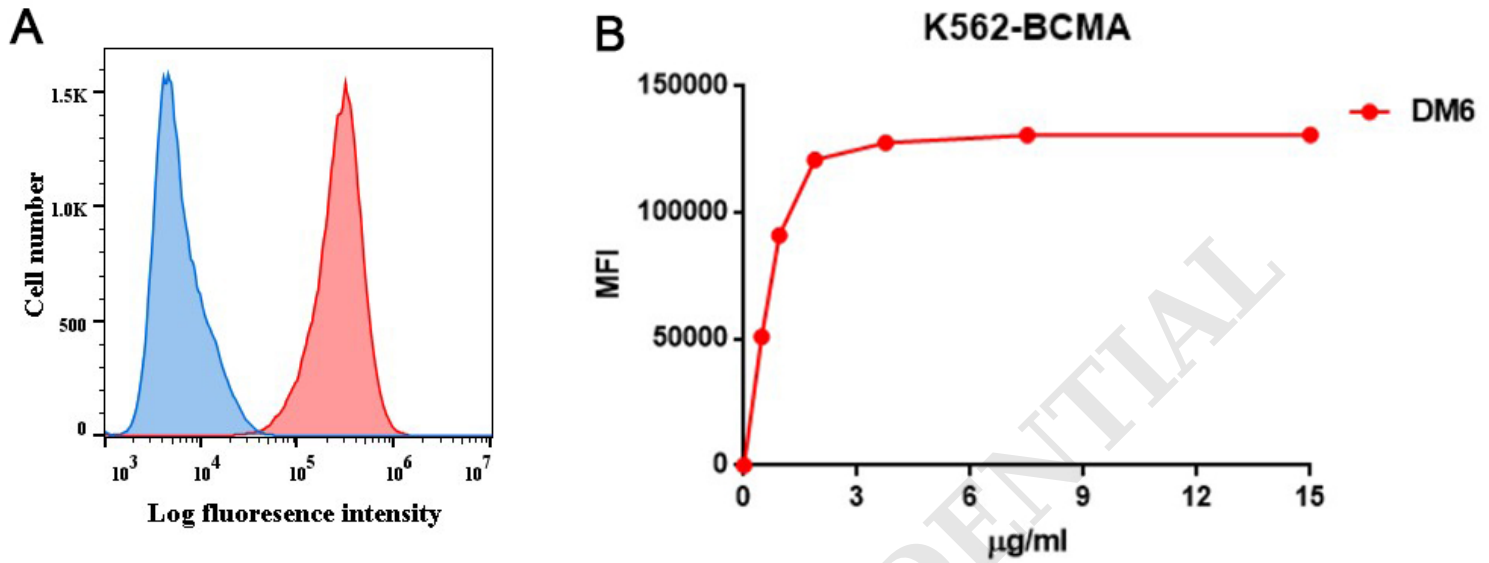 A
1.5K
1.0K
500
0
Cell number
10³ 10⁴ 10⁵ 10⁶ 10⁷
Log fluoresence intensity
B
K562-BCMA
150000
100000
50000
0
MFI
0 3 6 9 12 15
µg/ml
DM6
DENTIAL